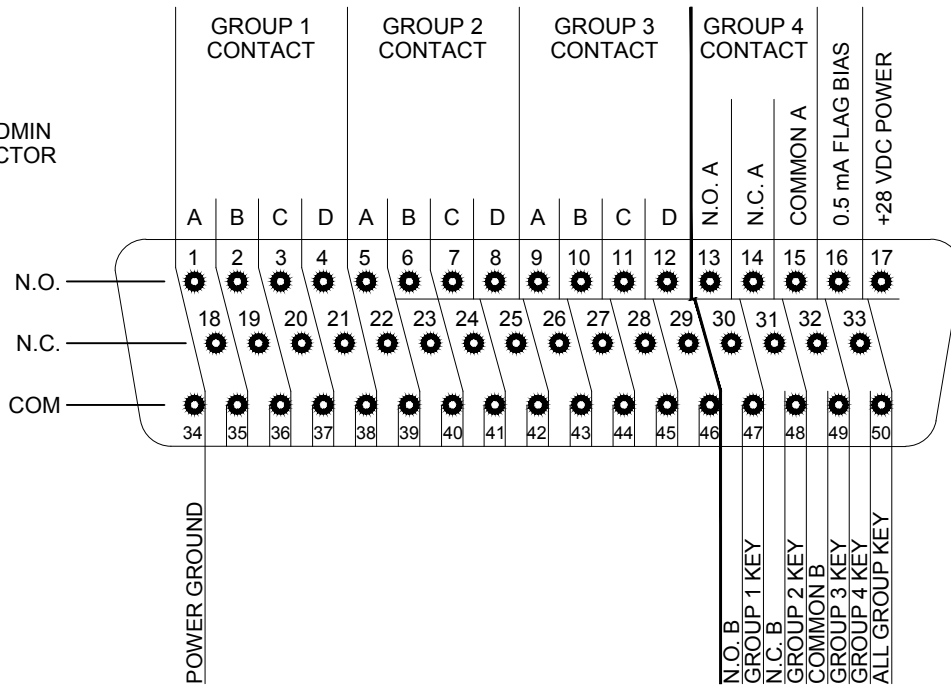 GROUP 1
CONTACT
GROUP 2
CONTACT
GROUP 3
CONTACT
GROUP 4
CONTACT
0.5 mA FLAG BIAS
+28 VDC POWER
DMIN
CTOR
N.O. A
N.C. A
COMMON A
A B C D A B C D A B C D
1 2 3 4 5 6 7 8 9 10 11 12 13 14 15 16 17
N.O.
18 19 20 21 22 23 24 25 26 27 28 29 30 31 32 33
N.C.
COM
34 35 36 37 38 39 40 41 42 43 44 45 46 47 48 49 50
POWER GROUND
N.O. B
GROUP 1 KEY
N.C. B
GROUP 2 KEY
COMMON B
GROUP 3 KEY
GROUP 4 KEY
ALL GROUP KEY